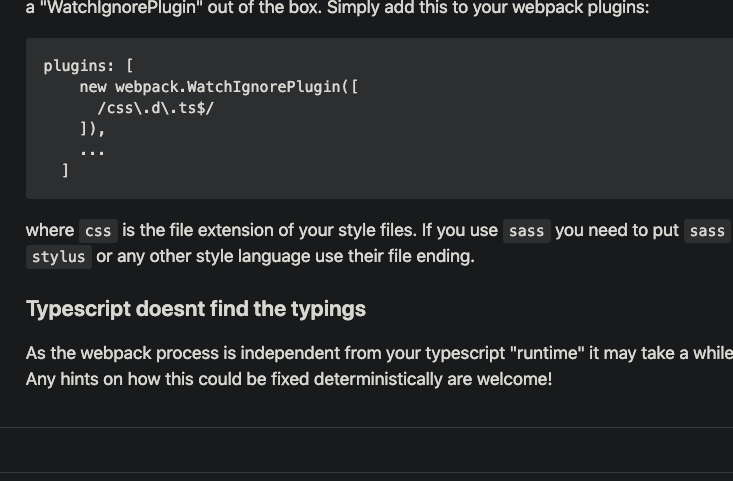 a "WatchIgnorePlugin" out of the box. Simply add this to your webpack plugins:
plugins: [
    new webpack.WatchIgnorePlugin([
      /css\.d\.ts$/
    ]),
    ...
  ]
where css is the file extension of your style files. If you use sass you need to put sass
stylus or any other style language use their file ending.
Typescript doesnt find the typings
As the webpack process is independent from your typescript "runtime" it may take a while
Any hints on how this could be fixed deterministically are welcome!